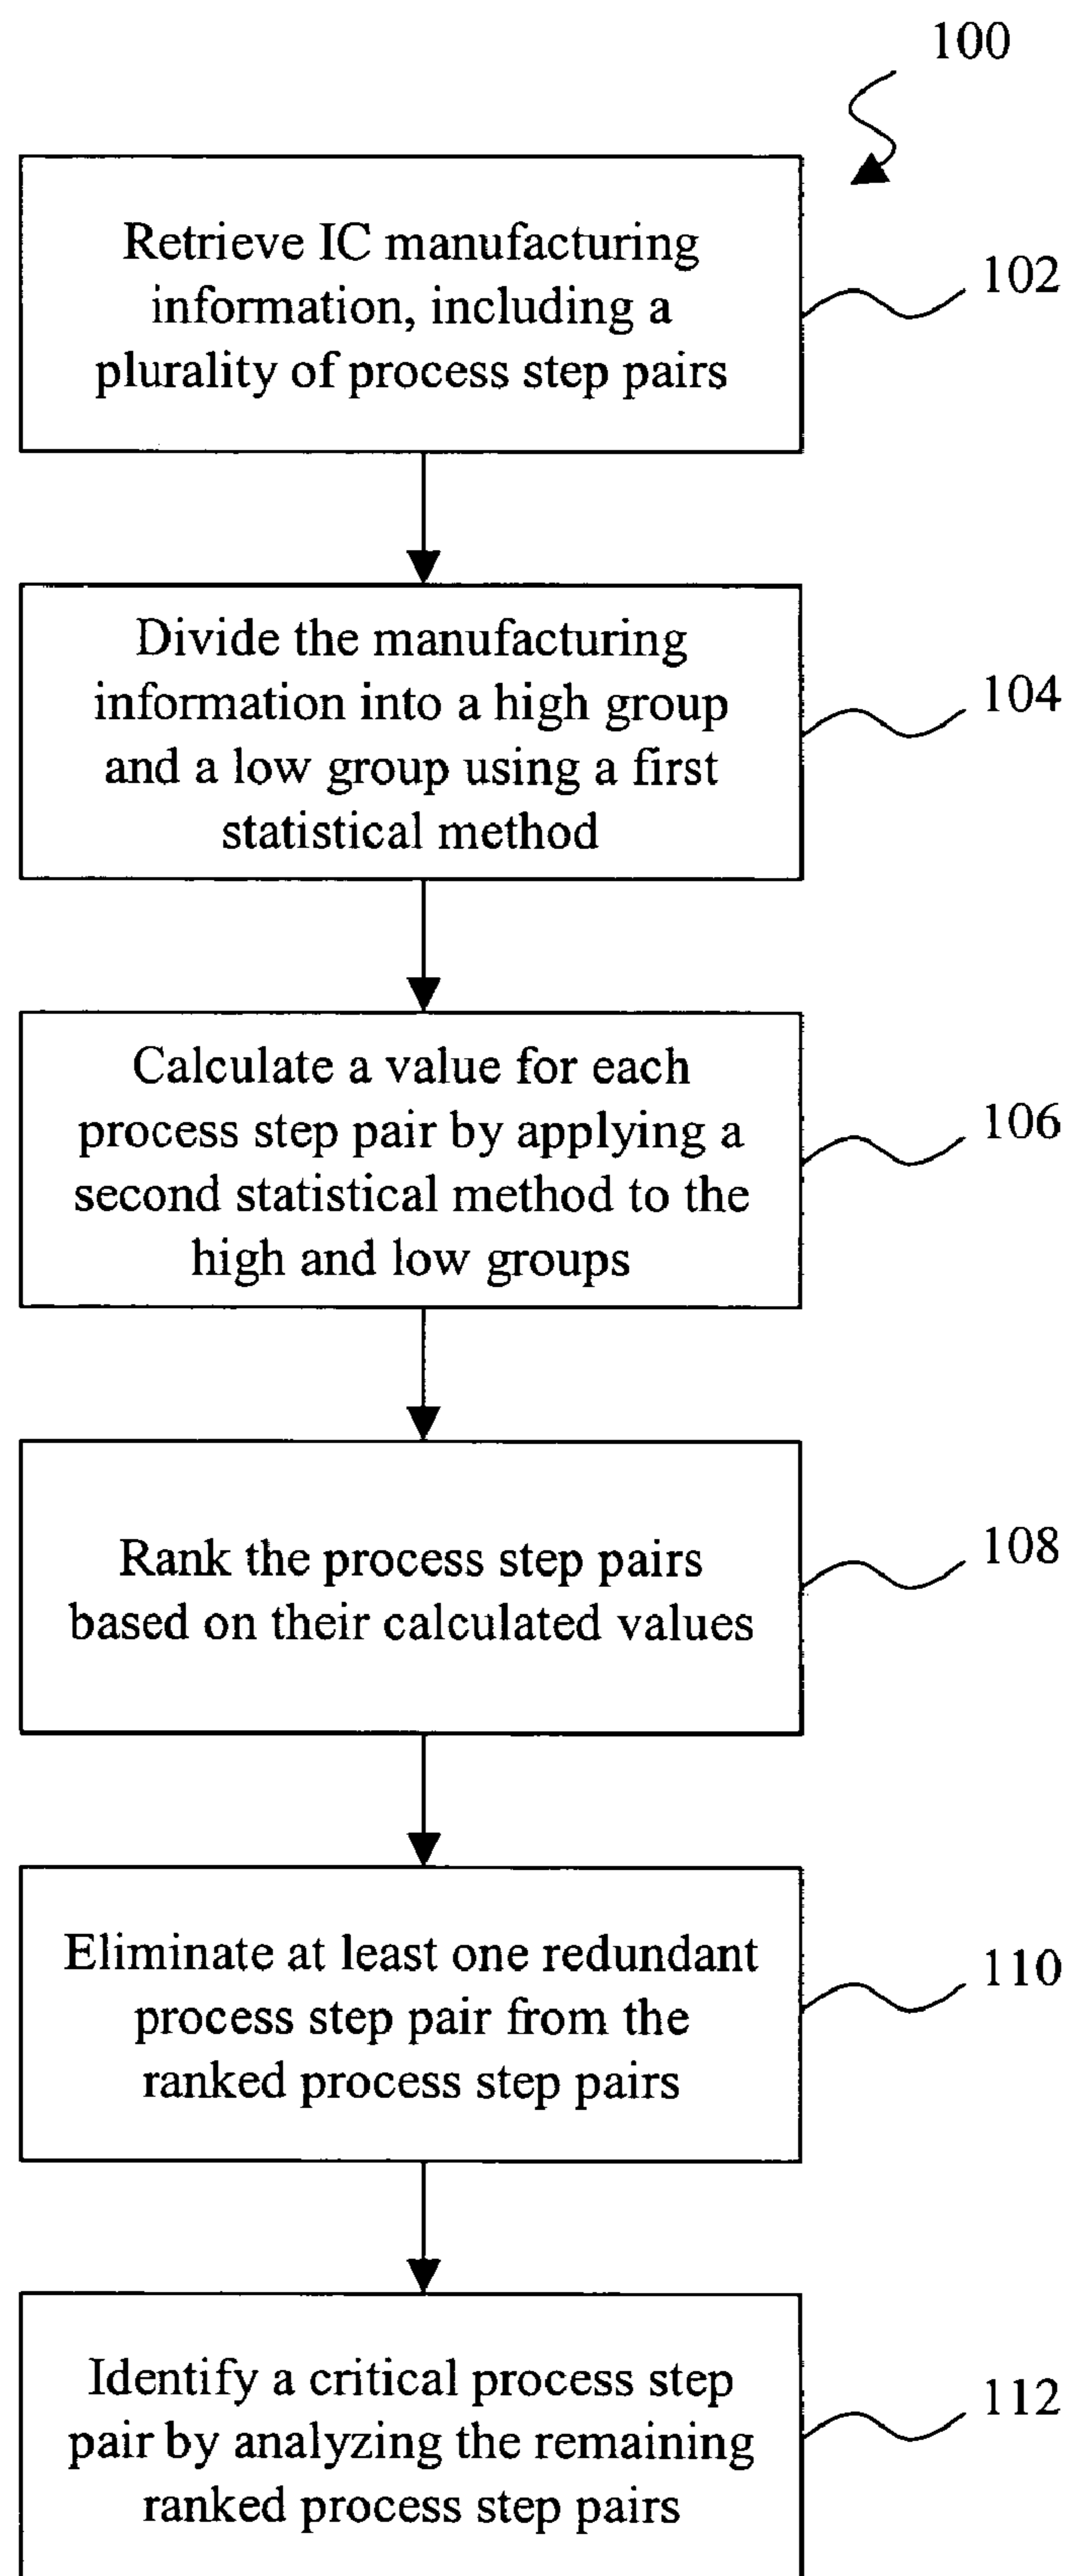 100
Retrieve IC manufacturing
information, including a
plurality of process step pairs
102
Divide the manufacturing
information into a high group
and a low group using a first
statistical method
104
Calculate a value for each
process step pair by applying a
second statistical method to the
high and low groups
106
Rank the process step pairs
based on their calculated values
108
Eliminate at least one redundant
process step pair from the
ranked process step pairs
110
Identify a critical process step
pair by analyzing the remaining
ranked process step pairs
112